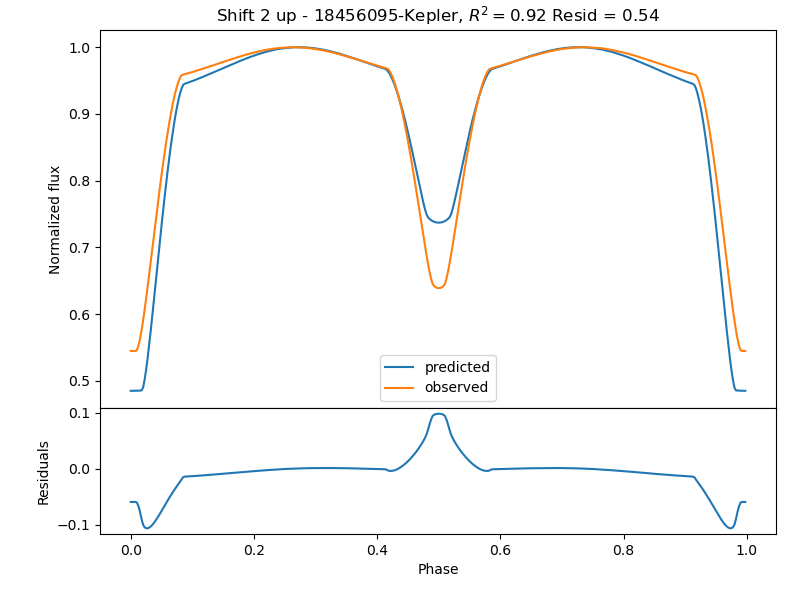 Shift 2 up - 18456095-Kepler, R² = 0.92 Resid = 0.54
1.0
0.9
0.8
0.7
0.6
0.5
Normalized flux
predicted
observed
0.1
0.0
−0.1
Residuals
0.0 0.2 0.4 0.6 0.8 1.0
Phase